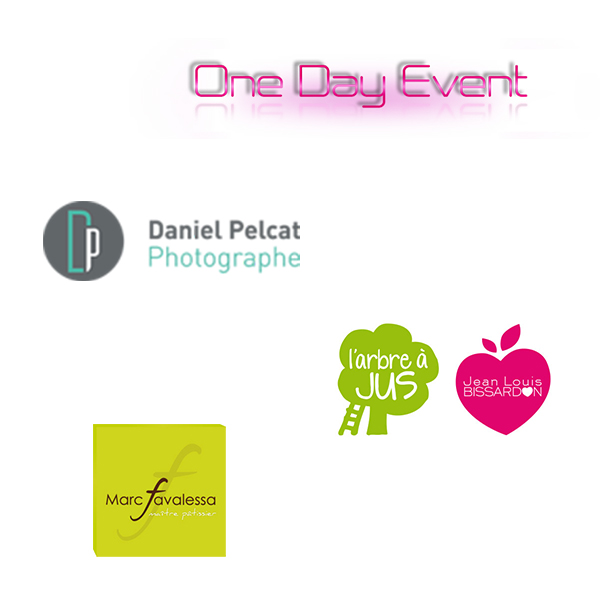 One Day Event
Dp
Daniel Pelcat
Photographe
l'arbre à
JUS
Jean Louis
BISSARDON
Marc favalessa
maître pâtissier